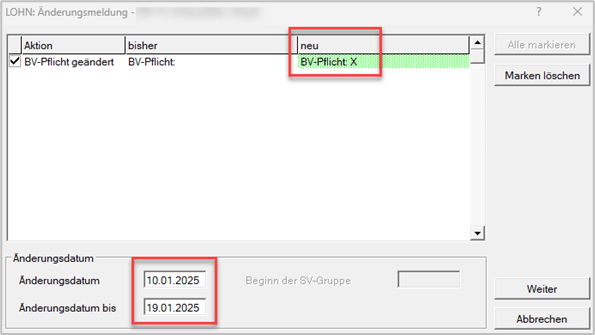 LOHN: Änderungsmeldung -
Aktion bisher neu
BV-Pflicht geändert BV-Pflicht: BV-Pflicht: X
Alle markieren
Marken löschen
Änderungsdatum
Änderungsdatum 10.01.2025 Beginn der SV-Gruppe
Änderungsdatum bis 19.01.2025
Weiter
Abbrechen